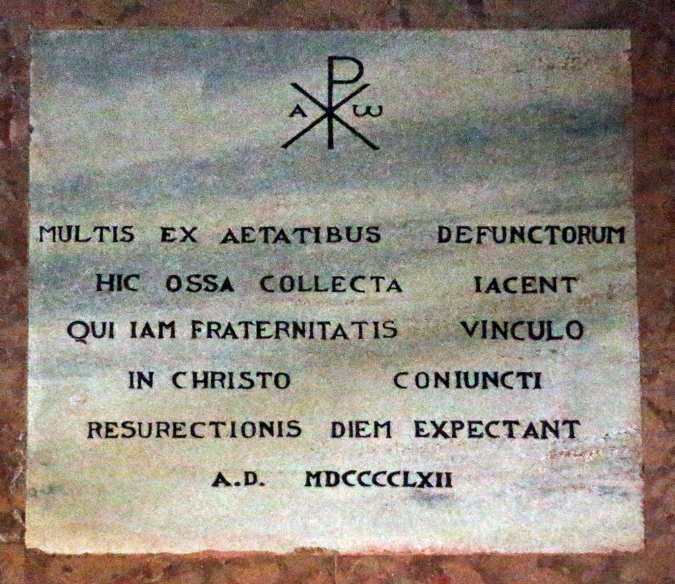 Α ☧ ω
MULTIS EX AETATIBUS DEFUNCTORUM
HIC OSSA COLLECTA IACENT
QUI IAM FRATERNITATIS VINCULO
IN CHRISTO CONIUNCTI
RESURECTIONIS DIEM EXPECTANT
A.D. MDCCCCLXII